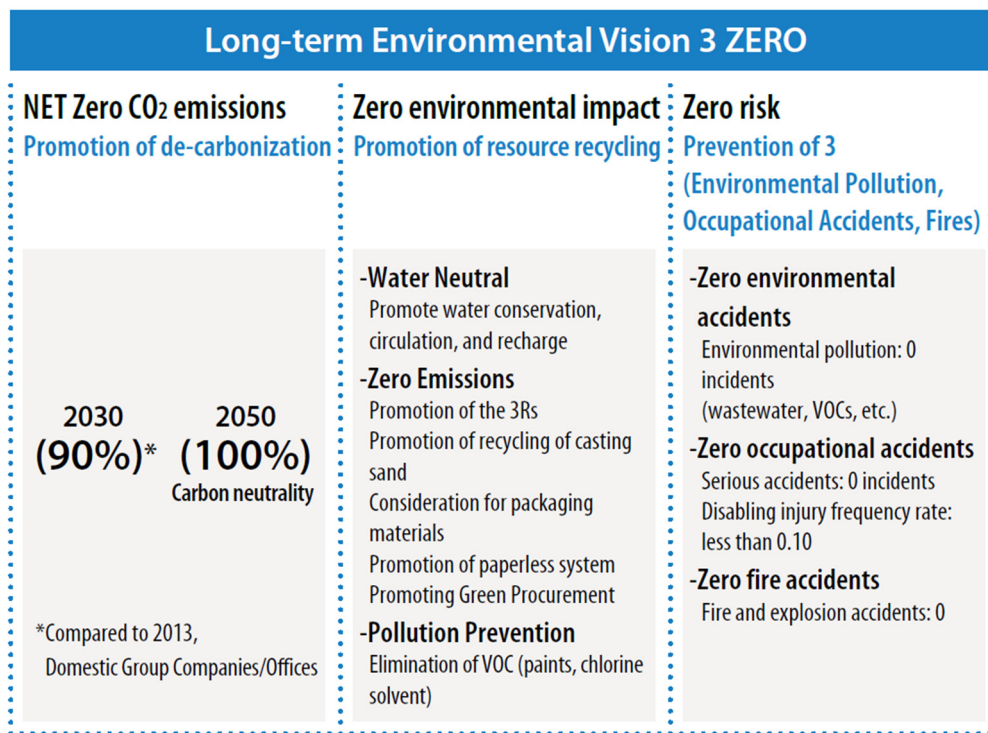 Long-term Environmental Vision 3 ZERO
NET Zero CO2 emissions
Promotion of de-carbonization
2030
(90%)*
2050
(100%)
Carbon neutrality
*Compared to 2013,
Domestic Group Companies/Offices
Zero environmental impact
Promotion of resource recycling
-Water Neutral
Promote water conservation,
circulation, and recharge
-Zero Emissions
Promotion of the 3Rs
Promotion of recycling of casting
sand
Consideration for packaging
materials
Promotion of paperless system
Promoting Green Procurement
-Pollution Prevention
Elimination of VOC (paints, chlorine
solvent)
Zero risk
Prevention of 3
(Environmental Pollution,
Occupational Accidents, Fires)
-Zero environmental
accidents
Environmental pollution: 0
incidents
(wastewater, VOCs, etc.)
-Zero occupational accidents
Serious accidents: 0 incidents
Disabling injury frequency rate:
less than 0.10
-Zero fire accidents
Fire and explosion accidents: 0